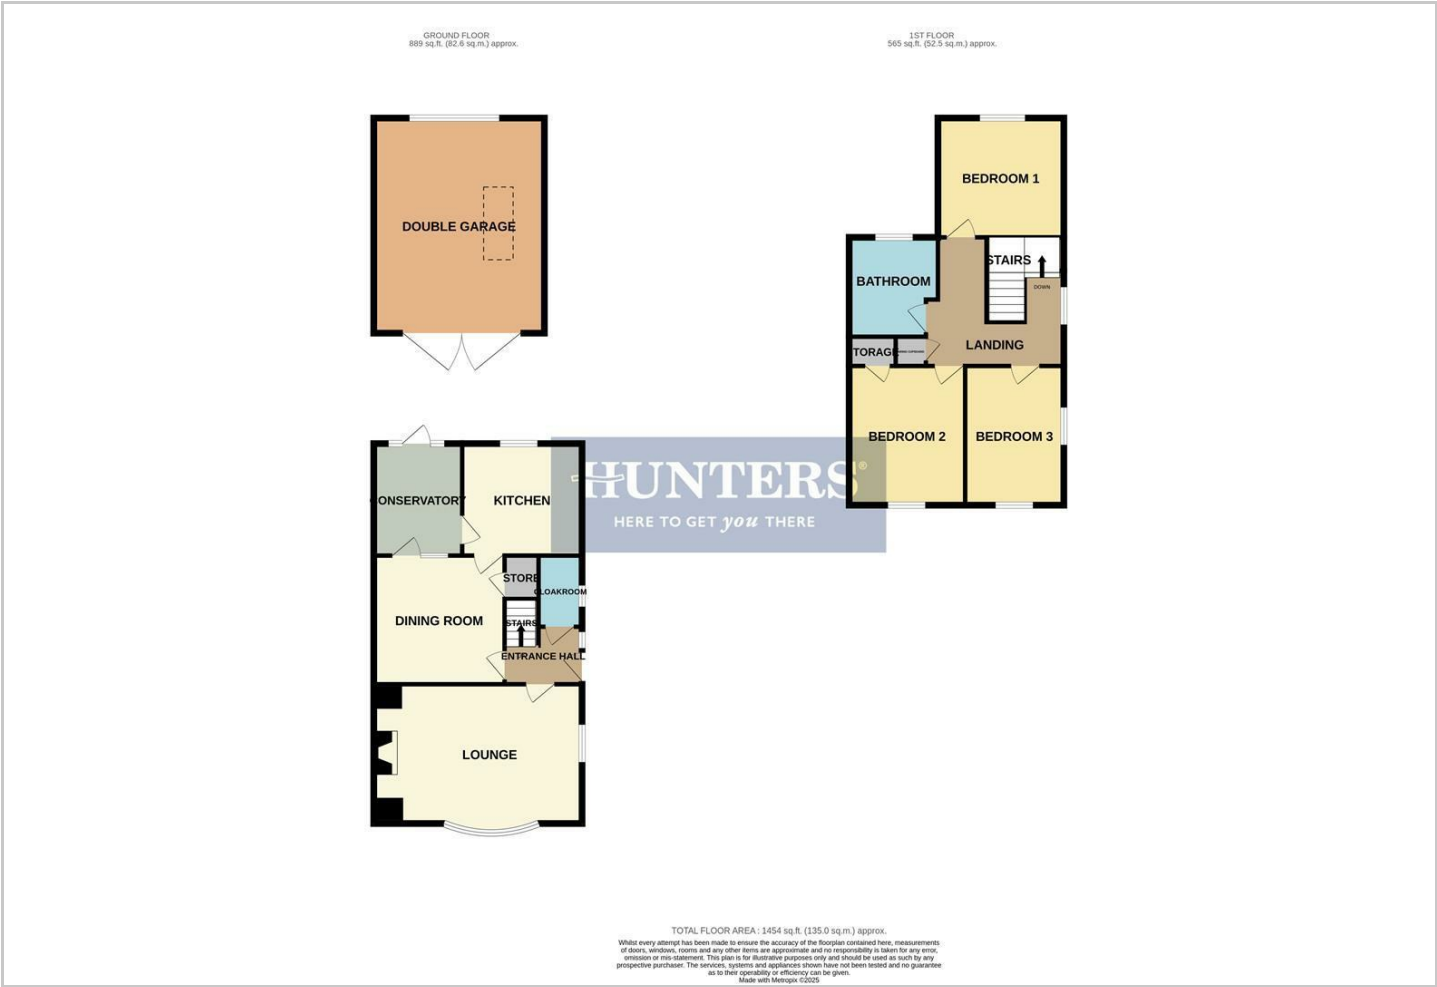 GROUND FLOOR
889 sq.ft. (82.6 sq.m.) approx.
1ST FLOOR
565 sq.ft. (52.5 sq.m.) approx.
DOUBLE GARAGE
BEDROOM 1
BATHROOM
STAIRS
DOWN
LANDING
TORAGE
BEDROOM 2
BEDROOM 3
CONSERVATORY
KITCHEN
HUNTERS®
HERE TO GET you THERE
STORE
CLOAKROOM
DINING ROOM
STAIRS
ENTRANCE HALL
LOUNGE
TOTAL FLOOR AREA : 1454 sq.ft. (135.0 sq.m.) approx.
Whilst every attempt has been made to ensure the accuracy of the floorplan contained here, measurements
of doors, windows, rooms and any other items are approximate and no responsibility is taken for any error,
omission or mis-statement. This plan is for illustrative purposes only and should be used as such by any
prospective purchaser. The services, systems and appliances shown have not been tested and no guarantee
as to their operability or efficiency can be given.
Made with Metropix ©2025